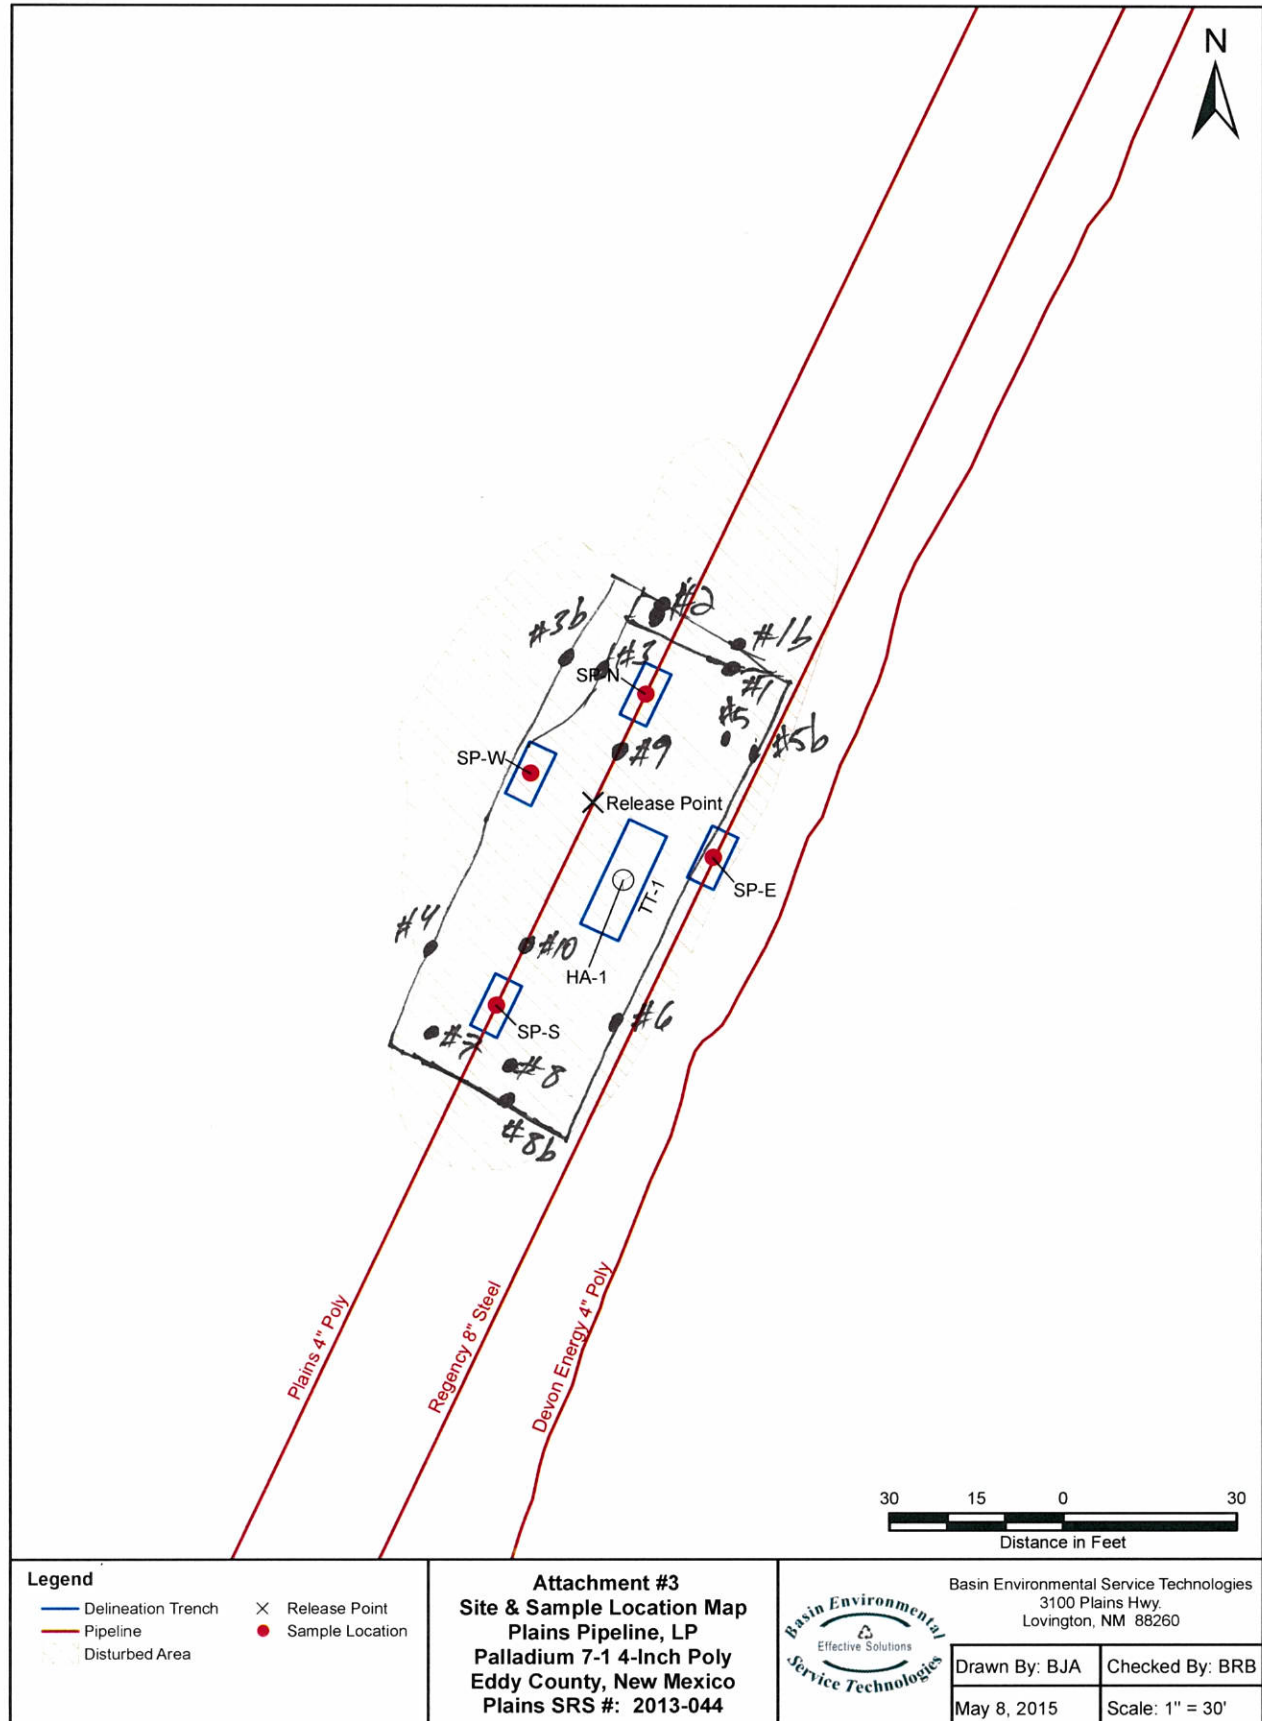 N
#2
#3b
#1b
#3
SP-N
#1
#5
#5b
#9
SP-W
Release Point
SP-E
TT-1
#4
#10
HA-1
#6
SP-S
#7
#8
#8b
Plains 4" Poly
Regency 8" Steel
Devon Energy 4" Poly
30 15 0 30
Distance in Feet
Legend
Delineation Trench
Pipeline
Disturbed Area
Release Point
Sample Location
Attachment #3
Site & Sample Location Map
Plains Pipeline, LP
Palladium 7-1 4-Inch Poly
Eddy County, New Mexico
Plains SRS #: 2013-044
Basin Environmental
Effective Solutions
Service Technologies
Basin Environmental Service Technologies
3100 Plains Hwy.
Lovington, NM 88260
Drawn By: BJA
Checked By: BRB
May 8, 2015
Scale: 1" = 30'